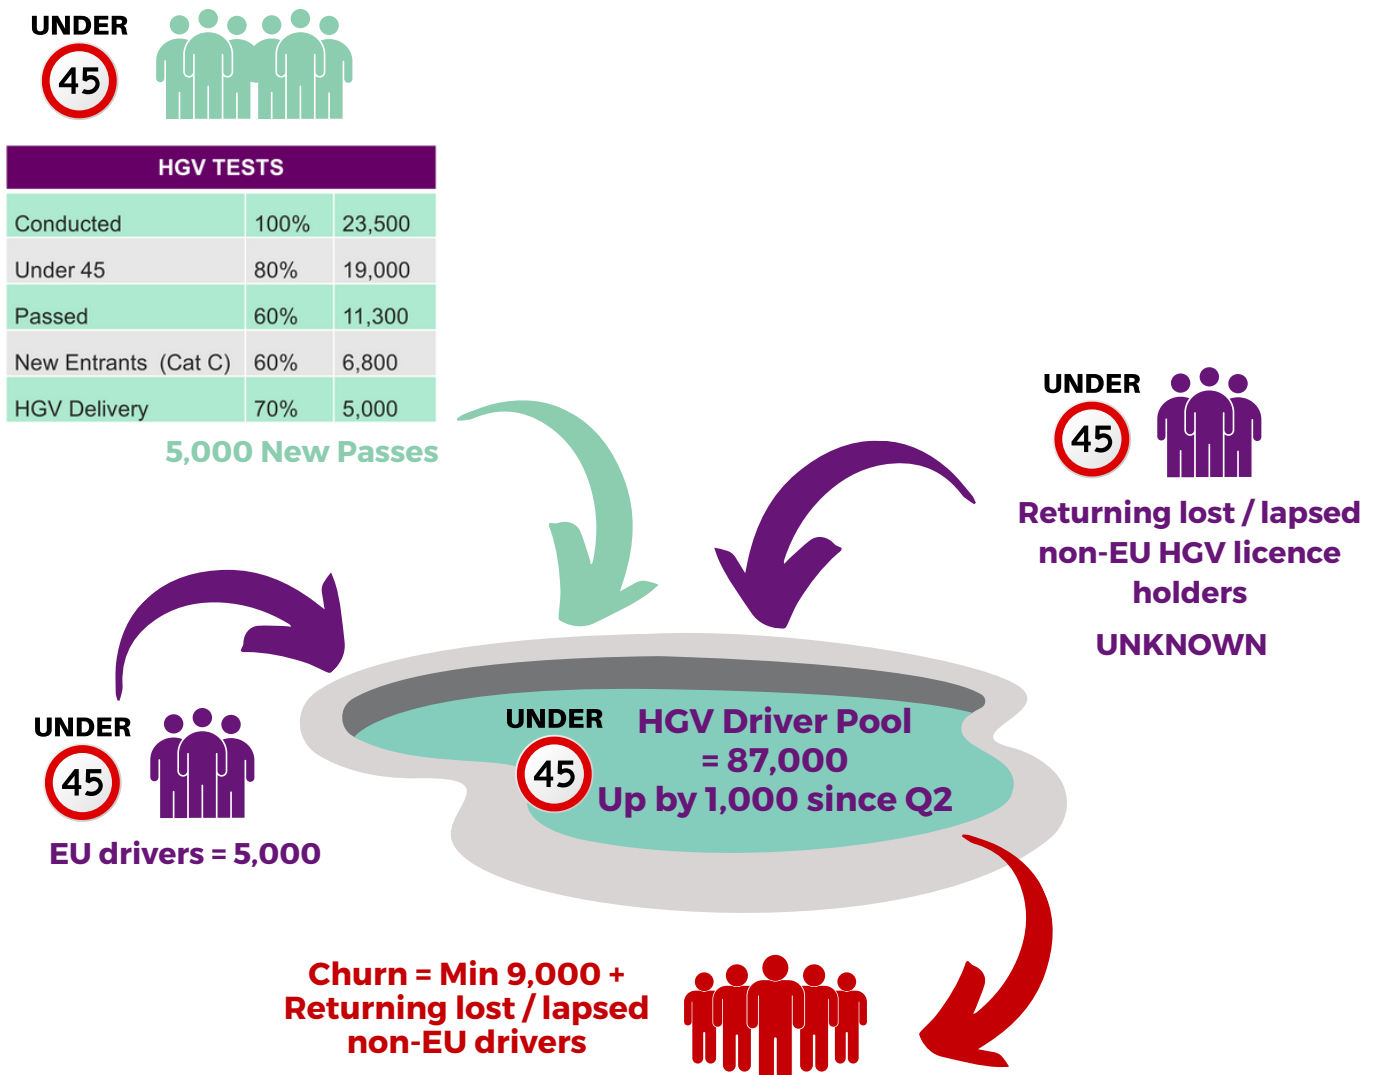 UNDER
45
HGV TESTS
Conducted 100% 23,500
Under 45 80% 19,000
Passed 60% 11,300
New Entrants (Cat C) 60% 6,800
HGV Delivery 70% 5,000
5,000 New Passes
UNDER
45
Returning lost / lapsed
non-EU HGV licence
holders
UNKNOWN
UNDER
45
EU drivers = 5,000
UNDER
45
HGV Driver Pool
= 87,000
Up by 1,000 since Q2
Churn = Min 9,000 +
Returning lost / lapsed
non-EU drivers